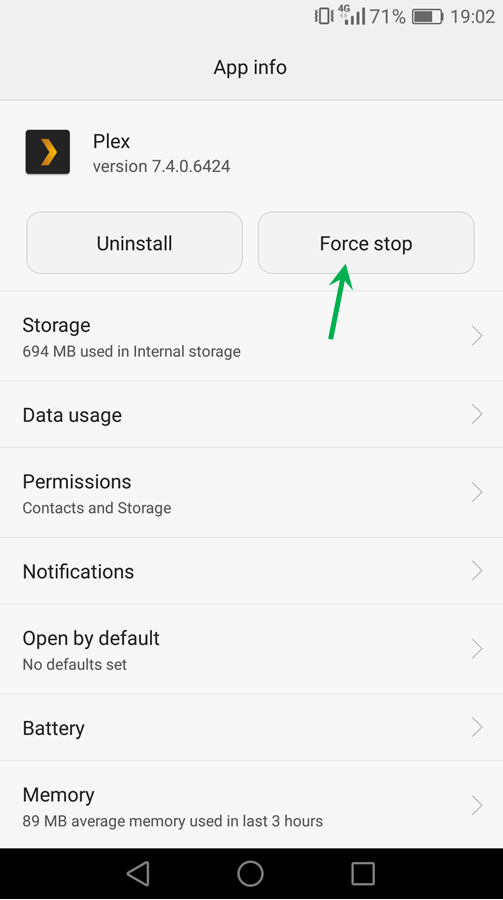 4G 71% 19:02
App info
Plex
version 7.4.0.6424
Uninstall Force stop
Storage
694 MB used in Internal storage
Data usage
Permissions
Contacts and Storage
Notifications
Open by default
No defaults set
Battery
Memory
89 MB average memory used in last 3 hours